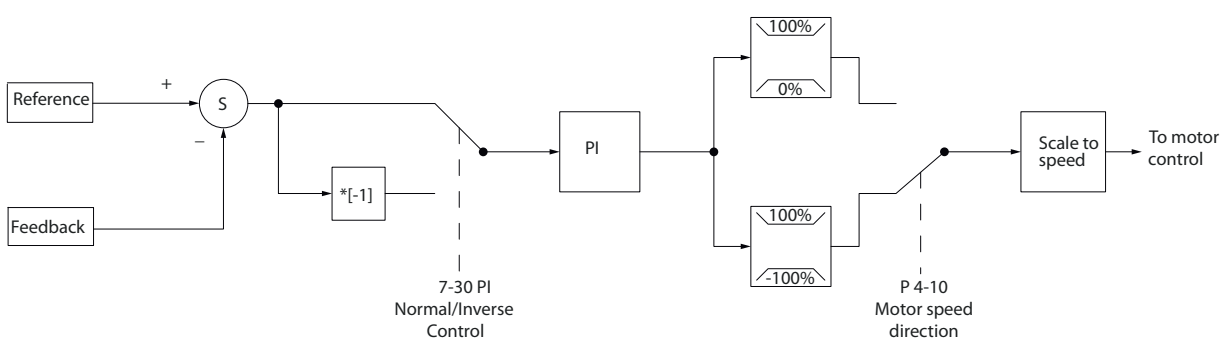 Reference
+
S
−
Feedback
*[-1]
7-30 PI
Normal/Inverse
Control
PI
100%
0%
100%
-100%
P 4-10
Motor speed
direction
Scale to
speed
To motor
control